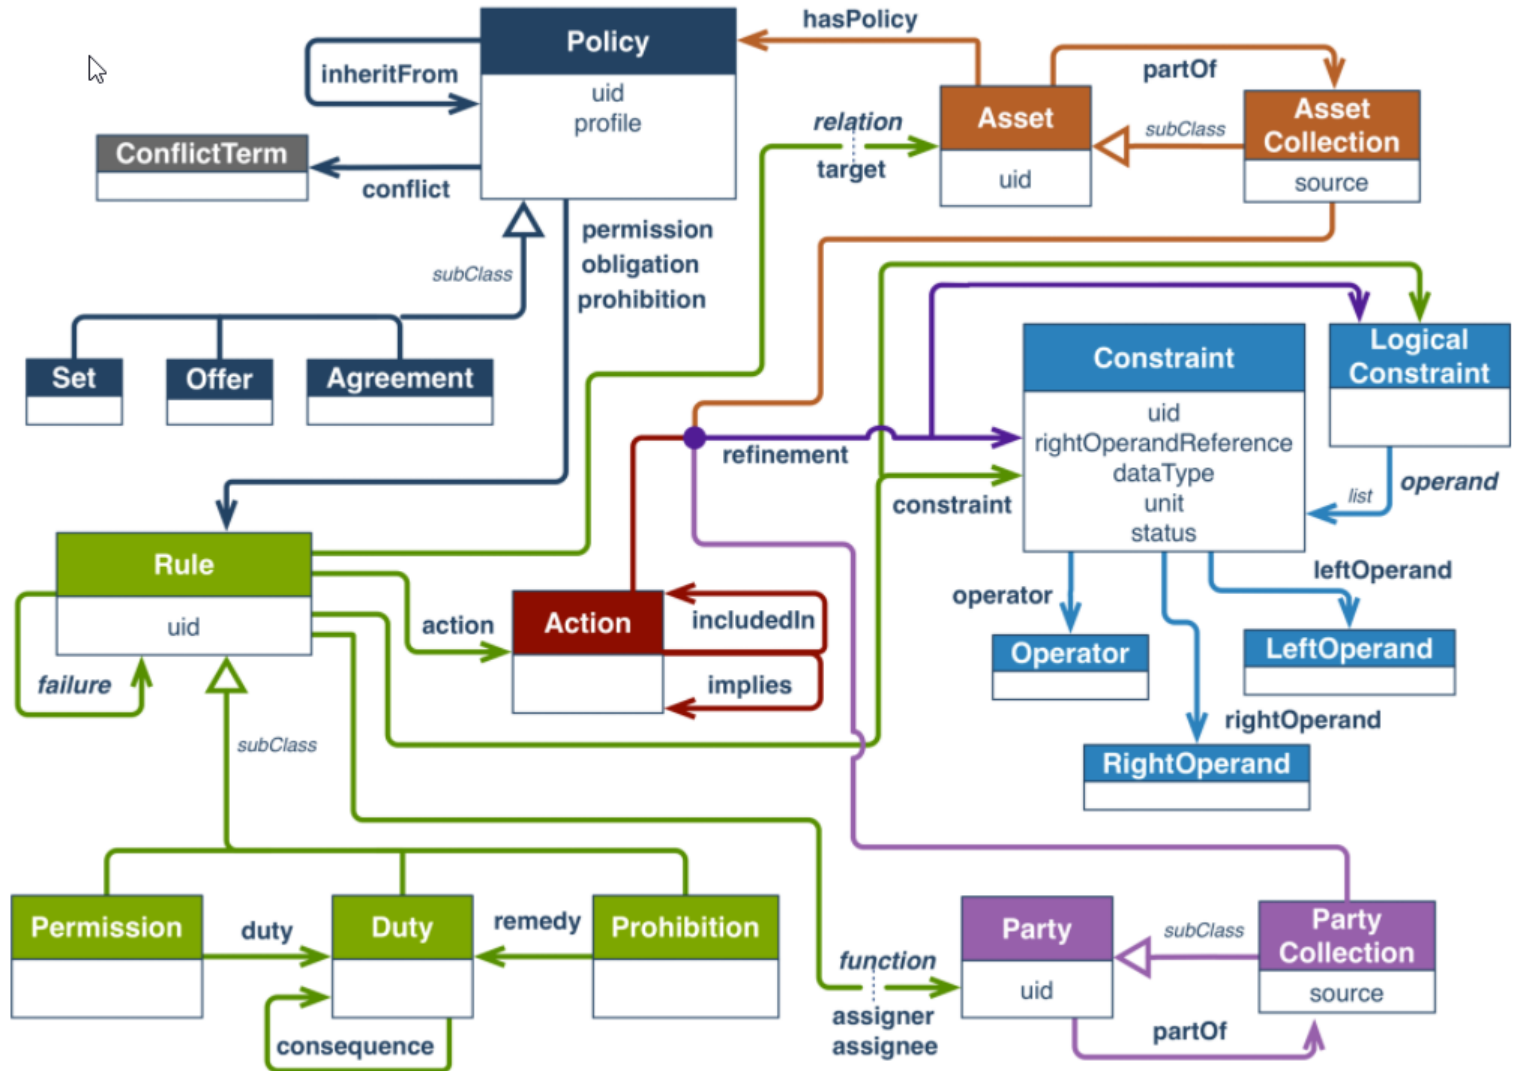 hasPolicy
Policy
inheritFrom
uid
profile
partOf
Asset
Asset
Collection
relation
subClass
ConflictTerm
conflict
target
uid
source
permission
obligation
prohibition
subClass
Set
Offer
Agreement
Constraint
Logical
Constraint
uid
rightOperandReference
dataType
unit
status
refinement
constraint
list
operand
Rule
uid
failure
action
Action
includedIn
implies
operator
leftOperand
Operator
LeftOperand
rightOperand
RightOperand
subClass
Permission
duty
Duty
remedy
Prohibition
consequence
function
assigner
assignee
Party
uid
subClass
Party
Collection
source
partOf